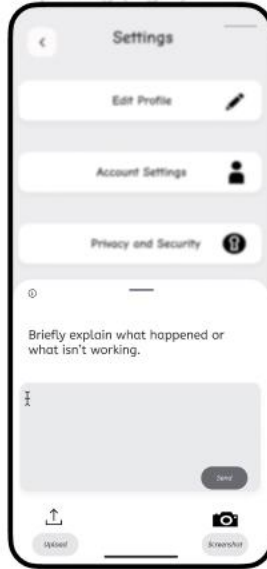 Settings
Edit Profile
Account Settings
Privacy and Security
Briefly explain what happened or
what isn't working.
Send
Upload
Screenshot